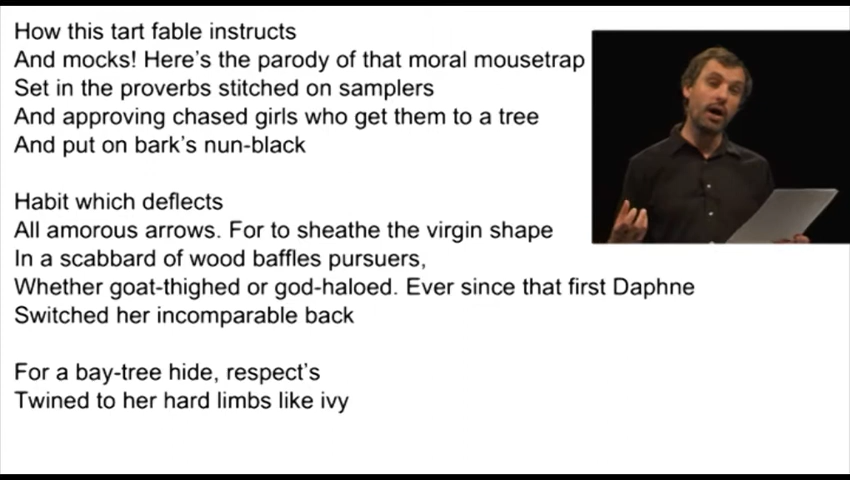 How this tart fable instructs
And mocks! Here's the parody of that moral mousetrap
Set in the proverbs stitched on samplers
And approving chased girls who get them to a tree
And put on bark's nun-black
Habit which deflects
All amorous arrows. For to sheathe the virgin shape
In a scabbard of wood baffles pursuers,
Whether goat-thighed or god-haloed. Ever since that first Daphne
Switched her incomparable back
For a bay-tree hide, respect's
Twined to her hard limbs like ivy